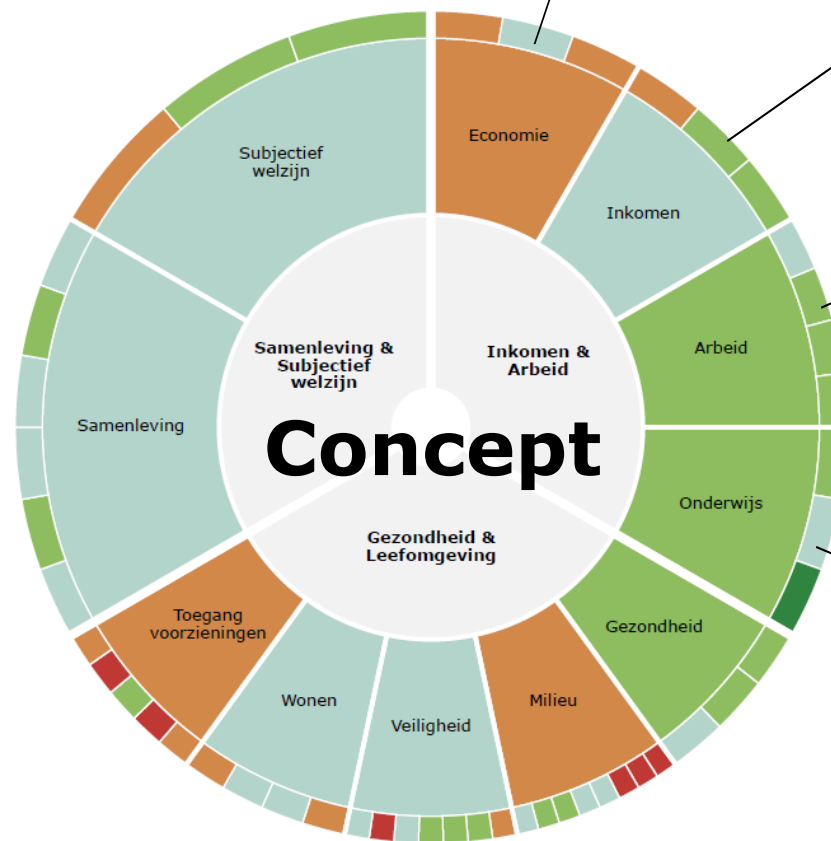 Subjectief
welzijn
Economie
Inkomen
Samenleving &
Subjectief
welzijn
Inkomen &
Arbeid
Arbeid
Samenleving
Concept
Onderwijs
Gezondheid &
Leefomgeving
Toegang
voorzieningen
Gezondheid
Wonen
Veiligheid
Milieu